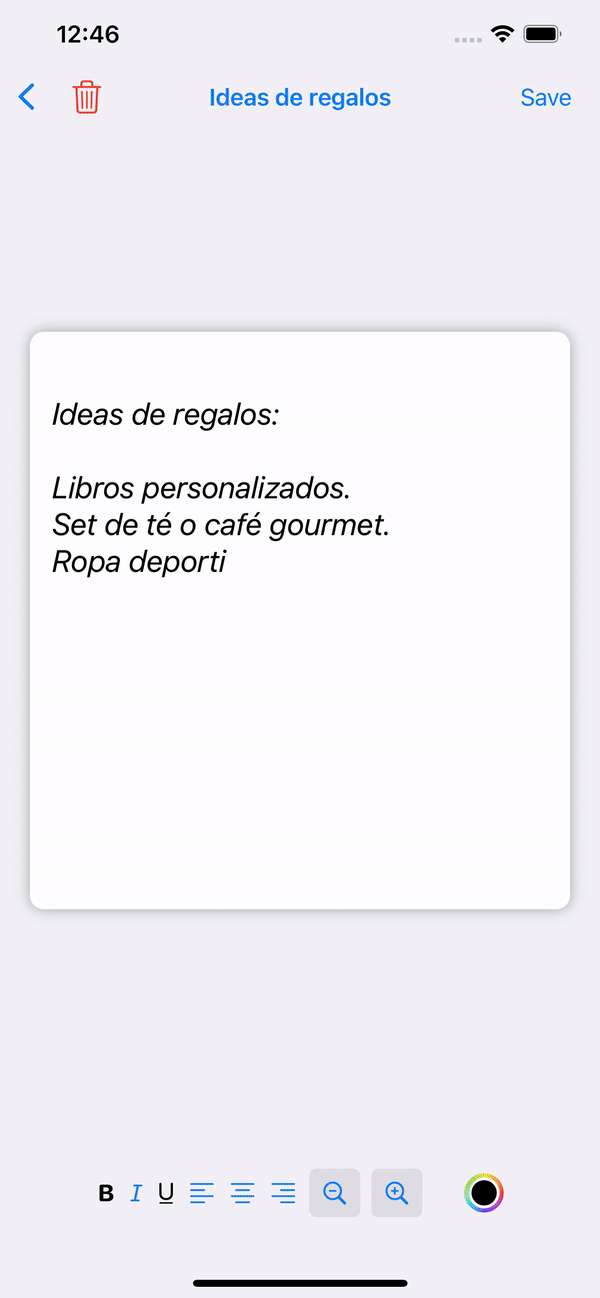 12:46
Ideas de regalos
Save
Ideas de regalos:
Libros personalizados.
Set de té o café gourmet.
Ropa deporti
B I U